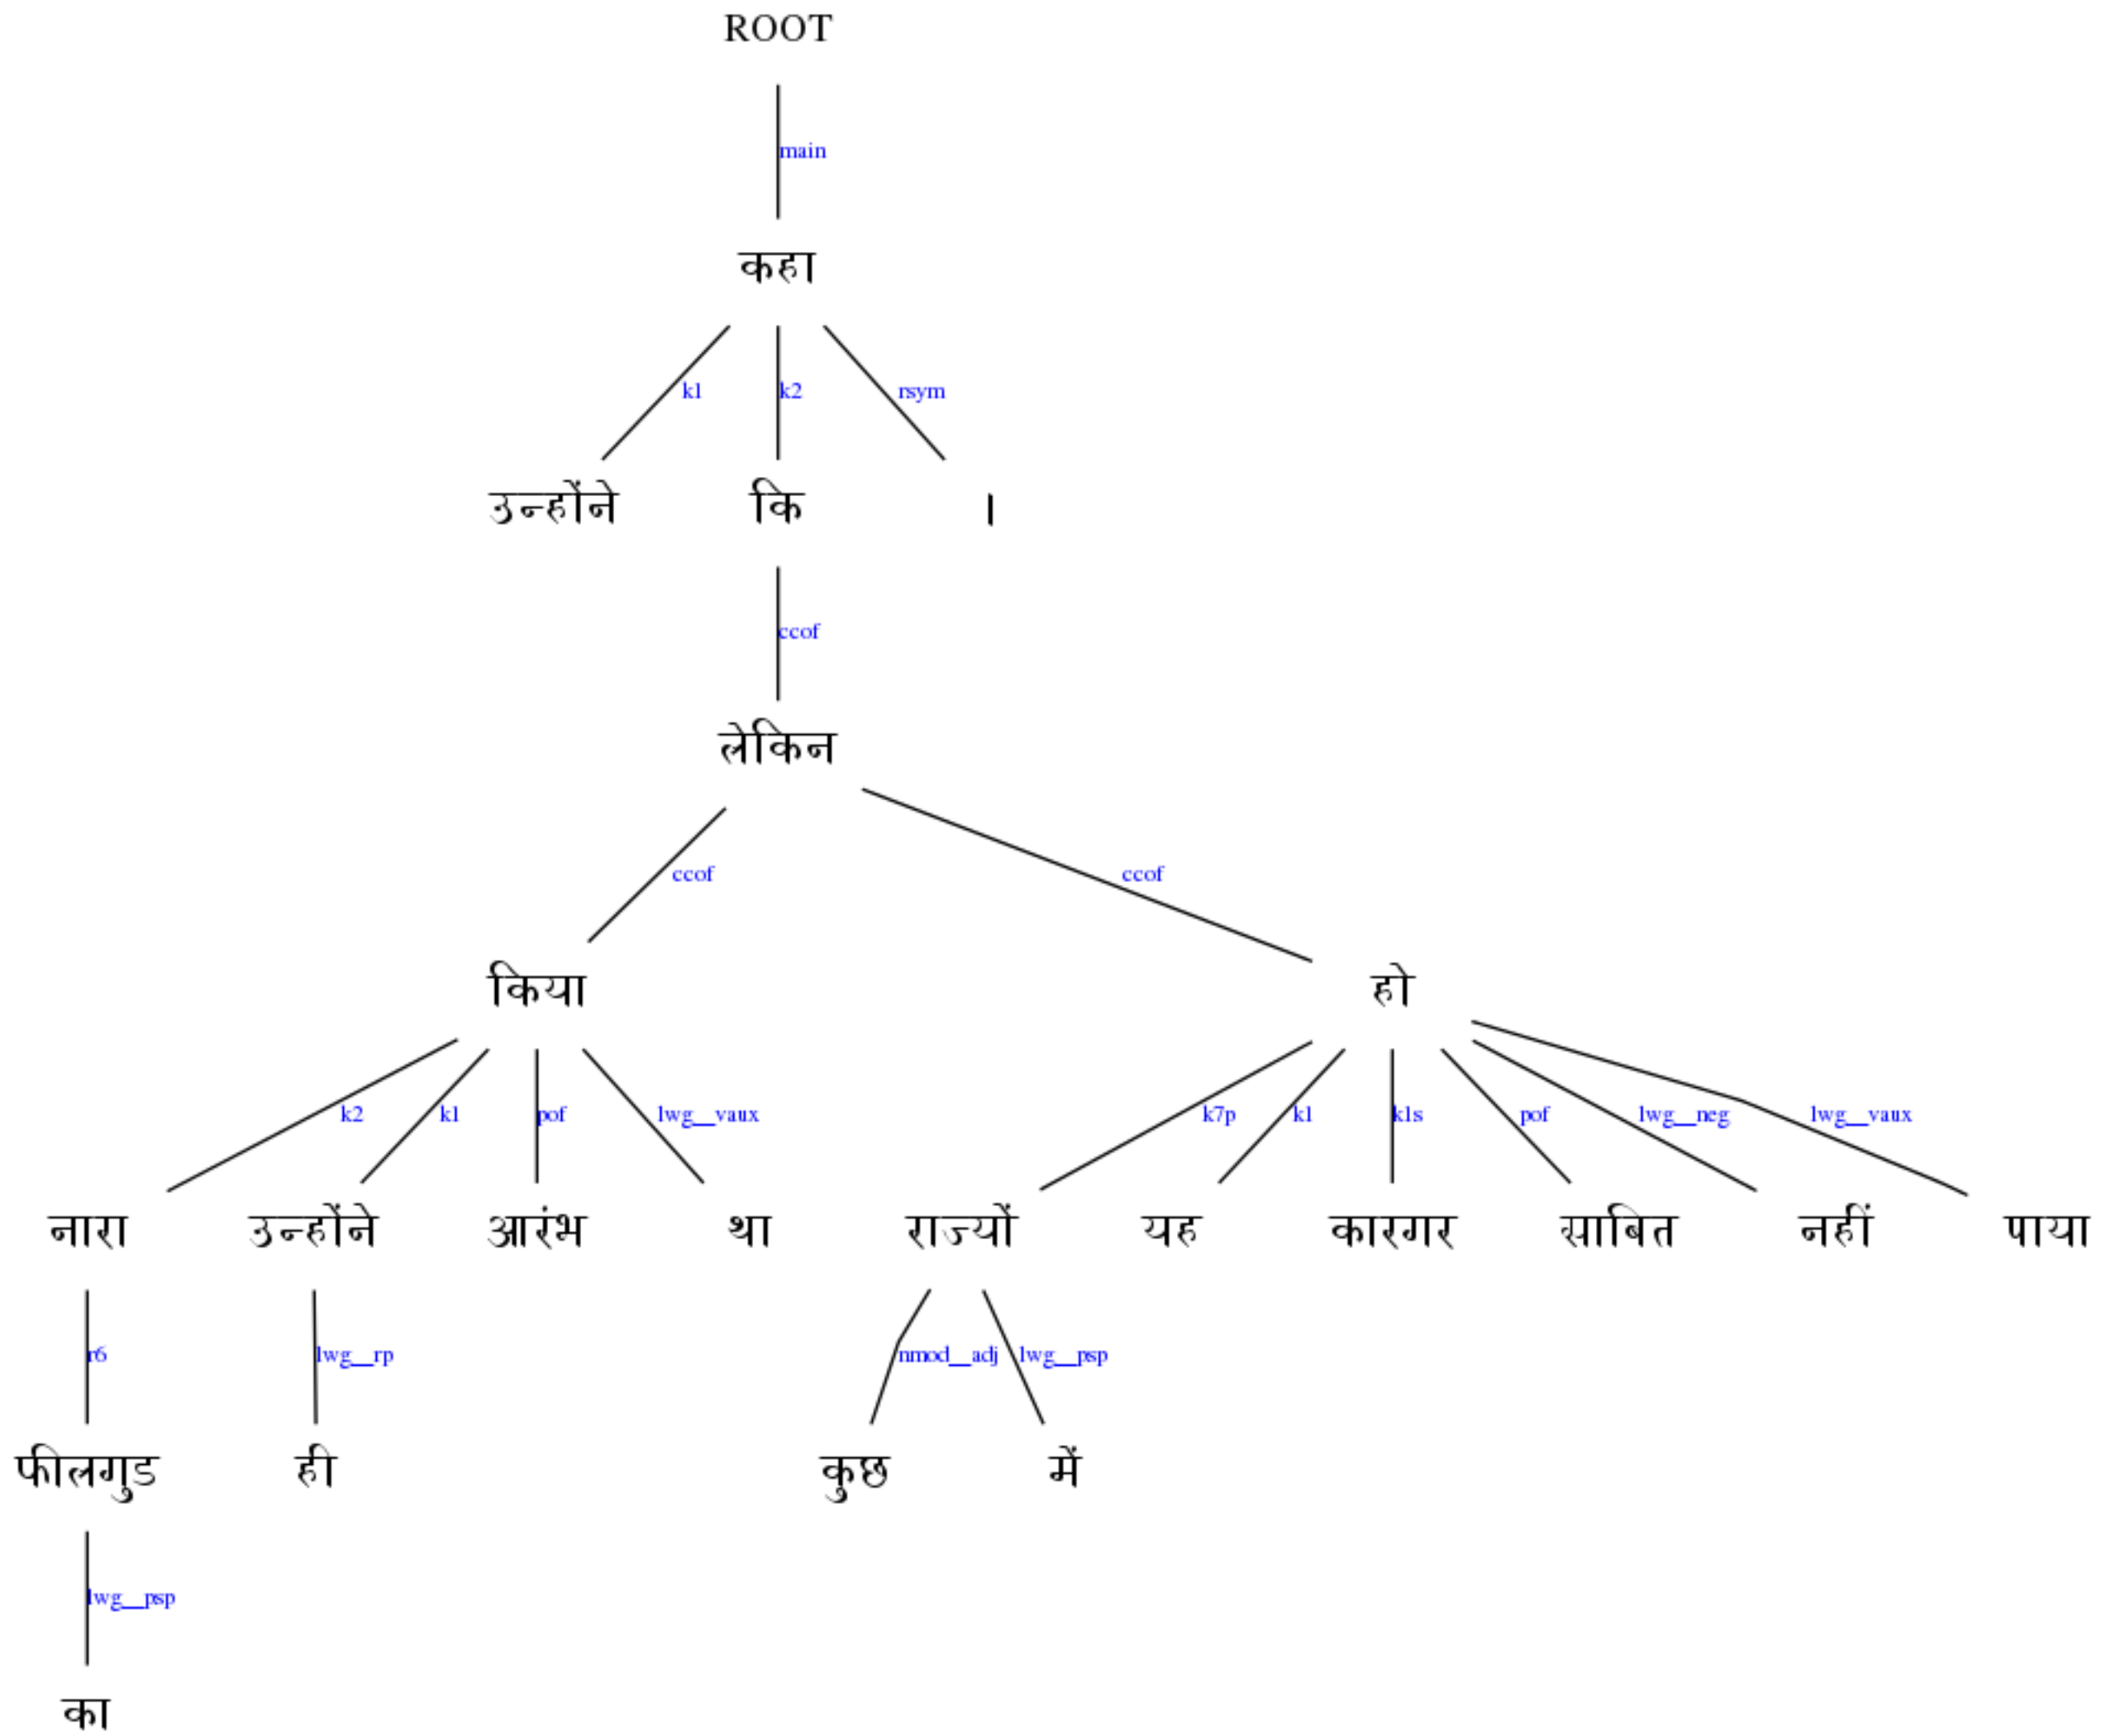 ROOT
main
कहा
k1 k2 rsym
उन्होंने कि ।
ccof
लेकिन
ccof ccof
किया हो
k2 k1 pof lwg__vaux k7p k1 k1s pof lwg__neg lwg__vaux
नारा उन्होंने आरंभ था राज्यों यह कारगर साबित नहीं पाया
r6 lwg__rp nmod__adj lwg__psp
फीलगुड ही कुछ में
lwg__psp
का